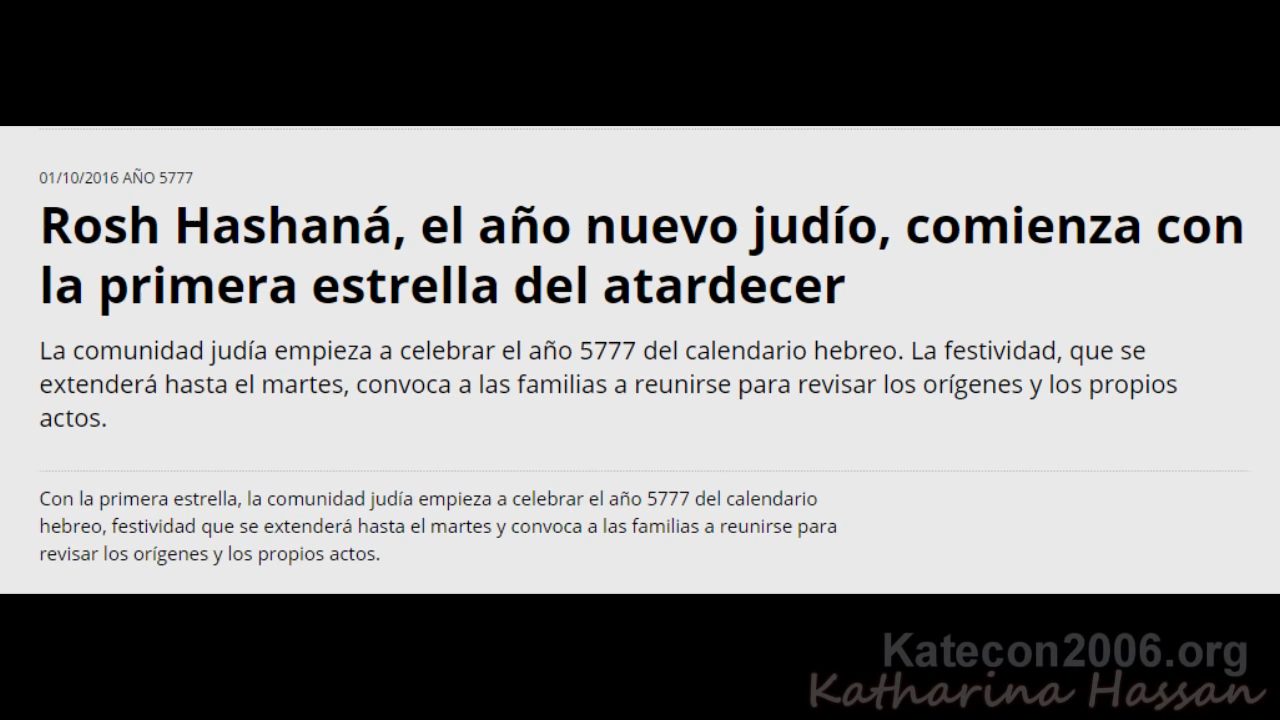 01/10/2016 AÑO 5777
Rosh Hashaná, el año nuevo judío, comienza con
la primera estrella del atardecer
La comunidad judía empieza a celebrar el año 5777 del calendario hebreo. La festividad, que se
extenderá hasta el martes, convoca a las familias a reunirse para revisar los orígenes y los propios
actos.
Con la primera estrella, la comunidad judía empieza a celebrar el año 5777 del calendario
hebreo, festividad que se extenderá hasta el martes y convoca a las familias a reunirse para
revisar los orígenes y los propios actos.
Katecon2006.org
Katharina Hassan